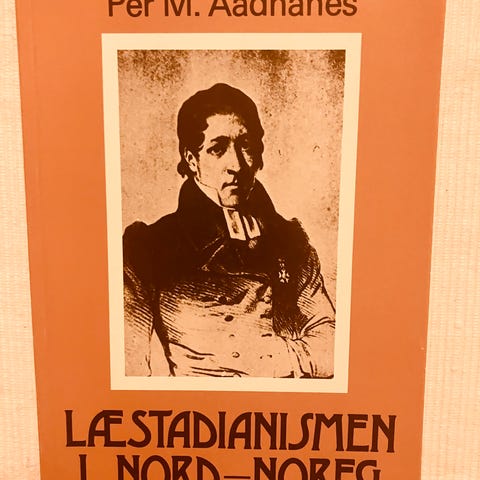 Per M. Aadnanes
LÆSTADIANISMEN
I NORD-NOREG